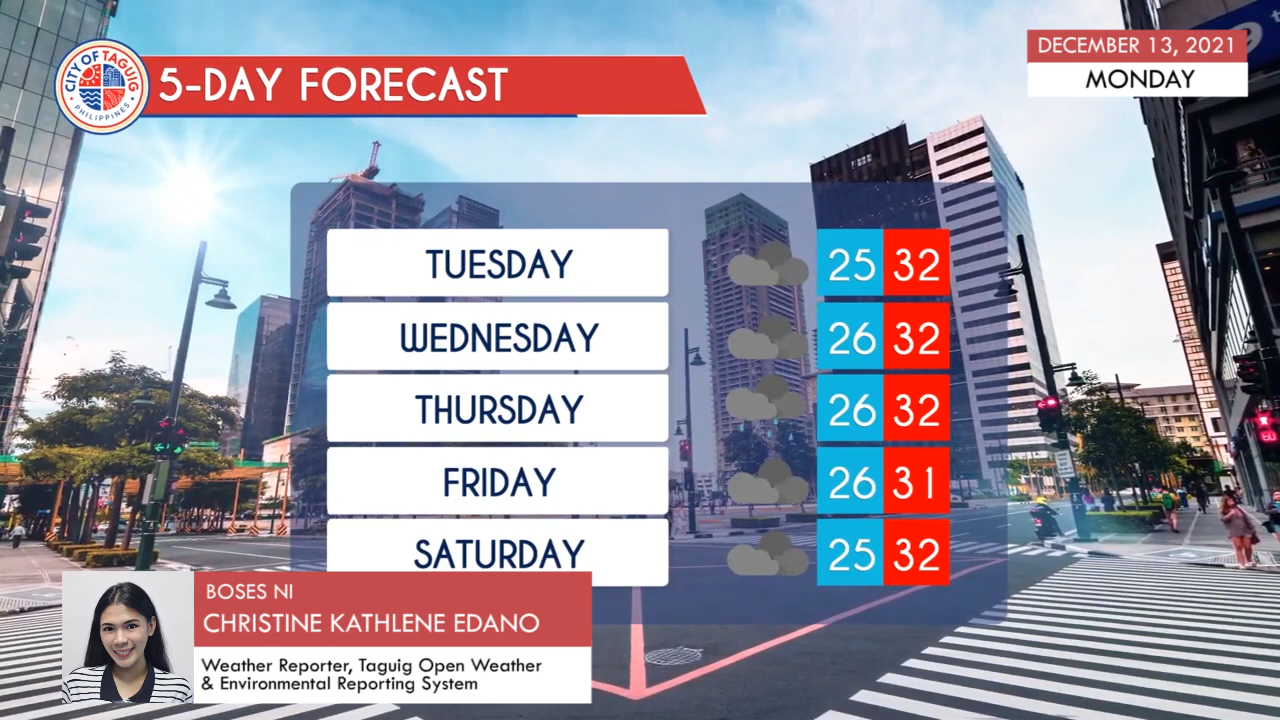 CITY OF TAGUIG
PHILIPPINES
5-DAY FORECAST
DECEMBER 13, 2021
MONDAY
TUESDAY 25 32
WEDNESDAY 26 32
THURSDAY 26 32
FRIDAY 26 31
SATURDAY 25 32
BOSES NI
CHRISTINE KATHLENE EDANO
Weather Reporter, Taguig Open Weather
& Environmental Reporting System